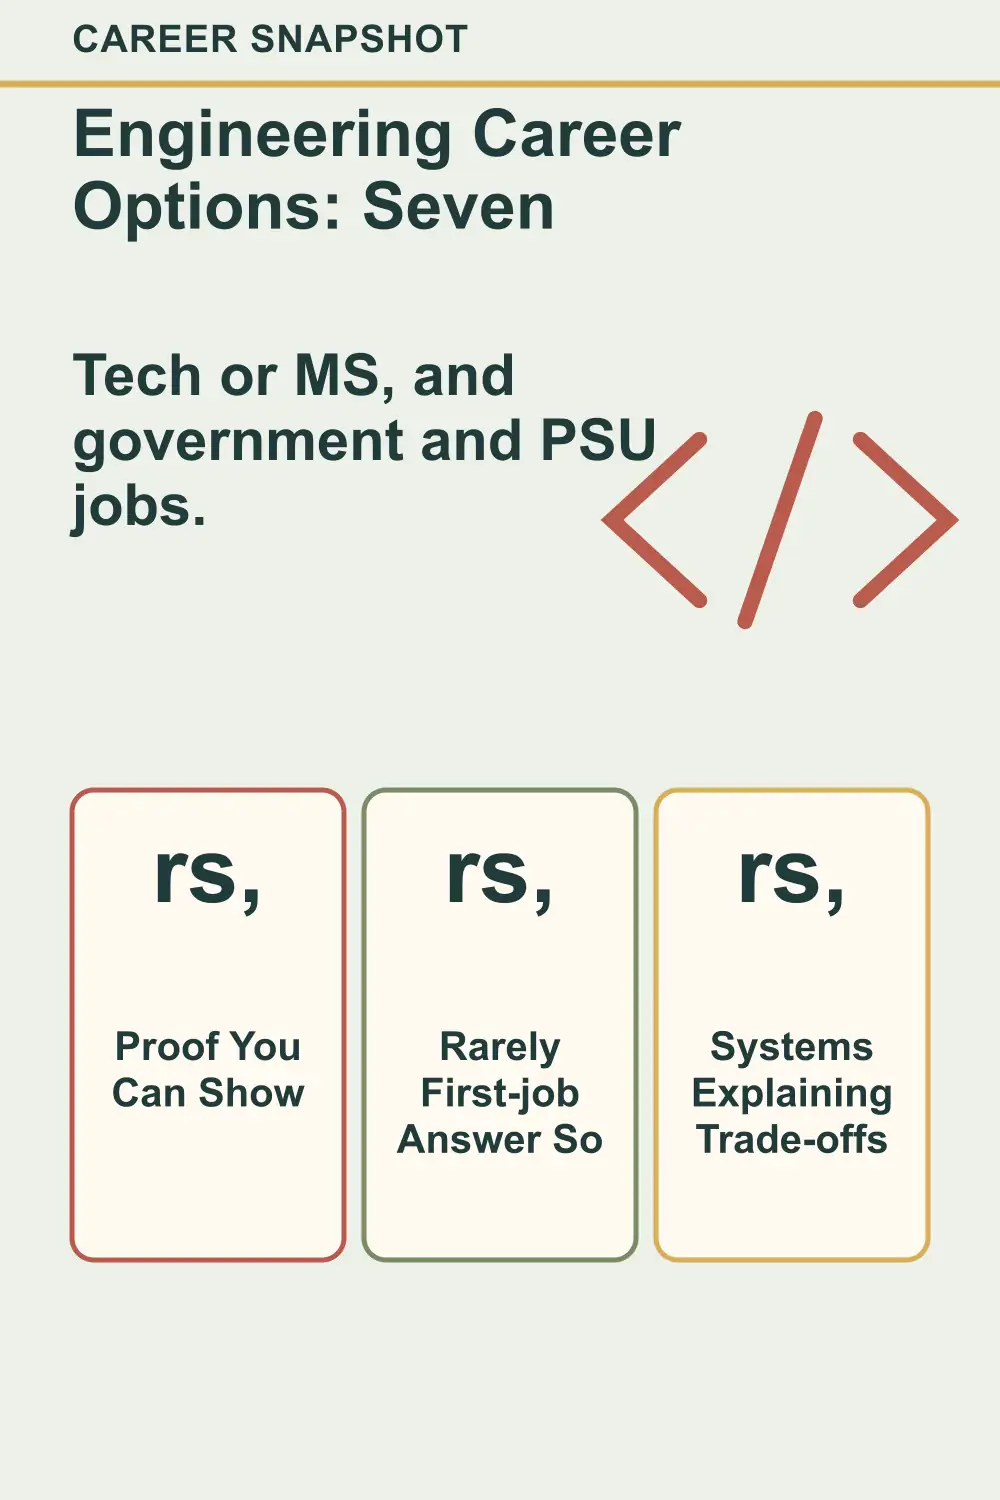 CAREER SNAPSHOT
Engineering Career
Options: Seven
Tech or MS, and
government and PSU
jobs.
</>
rs,
Proof You
Can Show
rs,
Rarely
First-job
Answer So
rs,
Systems
Explaining
Trade-offs